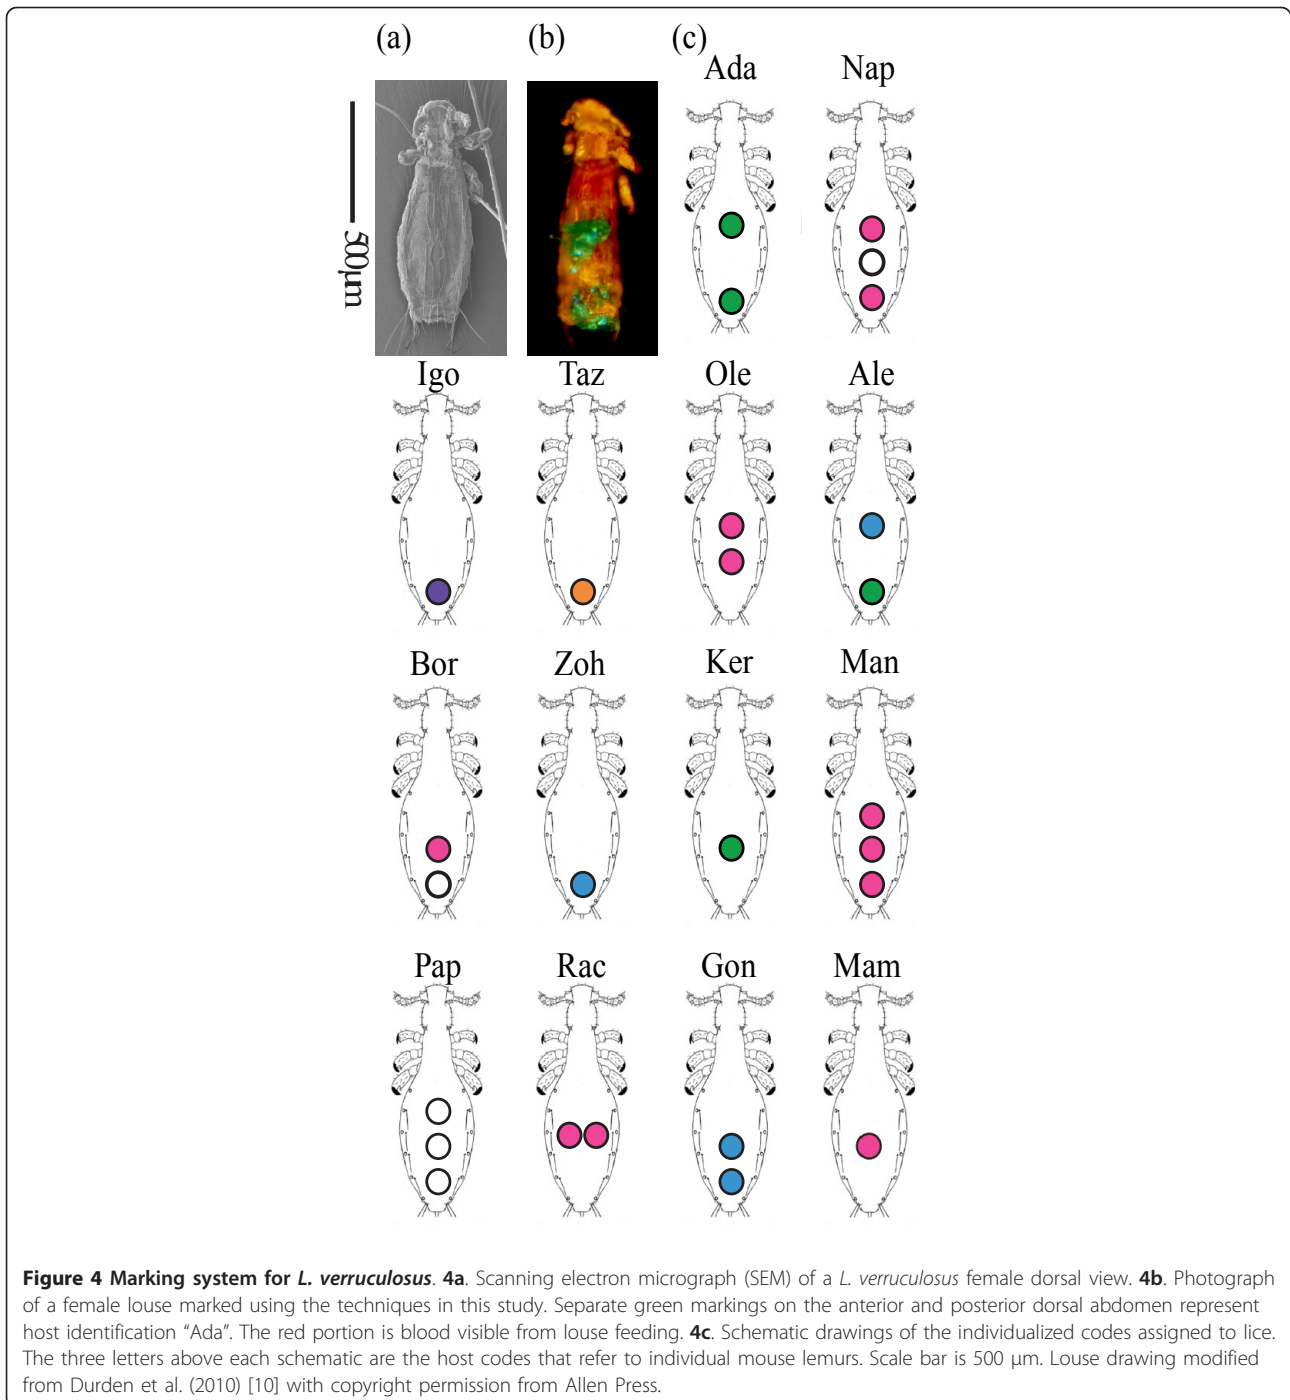 (a) (b) (c)
Ada Nap
500µm
Igo Taz Ole Ale
Bor Zoh Ker Man
Pap Rac Gon Mam
Figure 4 Marking system for L. verruculosus. 4a. Scanning electron micrograph (SEM) of a L. verruculosus female dorsal view. 4b. Photograph
of a female louse marked using the techniques in this study. Separate green markings on the anterior and posterior dorsal abdomen represent
host identification “Ada”. The red portion is blood visible from louse feeding. 4c. Schematic drawings of the individualized codes assigned to lice.
The three letters above each schematic are the host codes that refer to individual mouse lemurs. Scale bar is 500 μm. Louse drawing modified
from Durden et al. (2010) [10] with copyright permission from Allen Press.